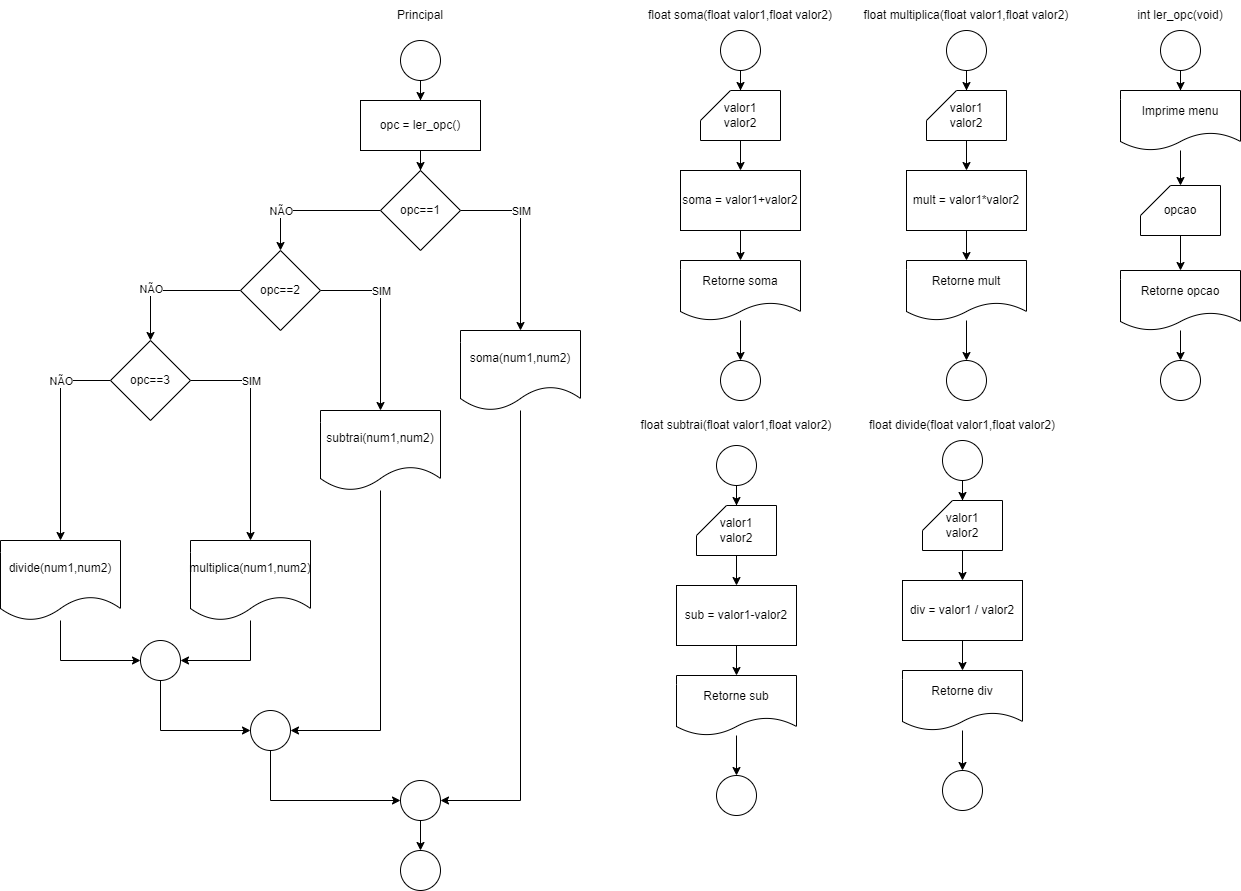 Principal
opc = ler_opc()
opc==1
NÃO
SIM
opc==2
NÃO
SIM
opc==3
NÃO
SIM
soma(num1,num2)
subtrai(num1,num2)
divide(num1,num2)
multiplica(num1,num2)
float soma(float valor1,float valor2)
valor1
valor2
soma = valor1+valor2
Retorne soma
float multiplica(float valor1,float valor2)
valor1
valor2
mult = valor1*valor2
Retorne mult
int ler_opc(void)
Imprime menu
opcao
Retorne opcao
float subtrai(float valor1,float valor2)
valor1
valor2
sub = valor1-valor2
Retorne sub
float divide(float valor1,float valor2)
valor1
valor2
div = valor1 / valor2
Retorne div